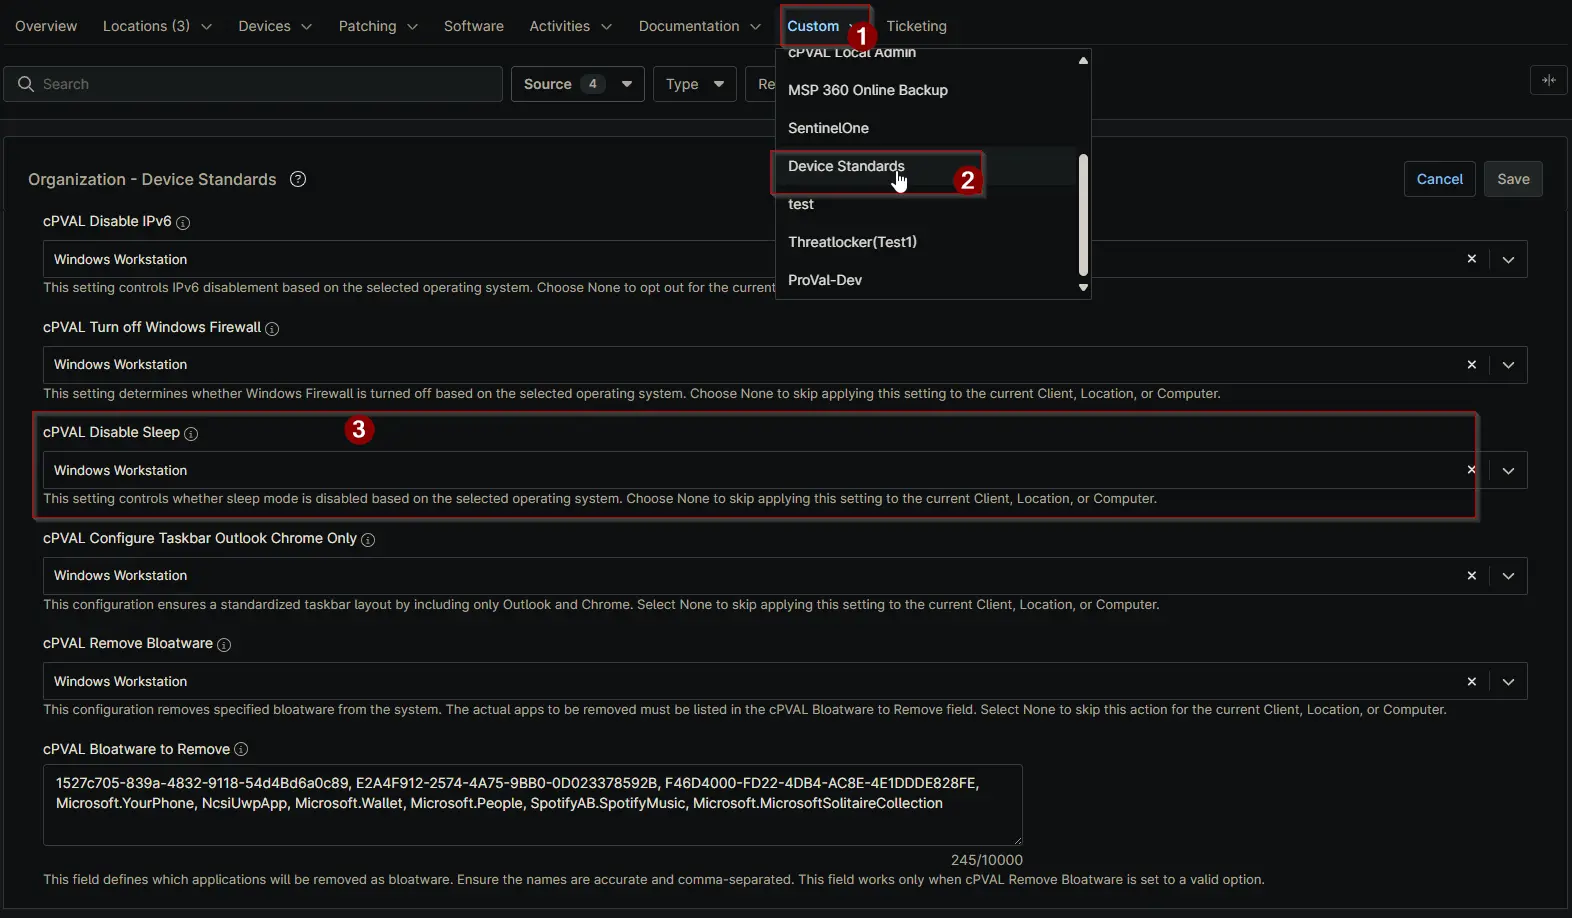 Overview Locations (3) Devices Patching Software Activities Documentation Custom 1 Ticketing
cPVAL Local Admin
Search Source 4 Type Re
MSP 360 Online Backup
SentinelOne
Device Standards 2
test
Threatlocker(Test1)
ProVal-Dev
Organization - Device Standards ? Cancel Save
cPVAL Disable IPv6
Windows Workstation
This setting controls IPv6 disablement based on the selected operating system. Choose None to opt out for the current
cPVAL Turn off Windows Firewall
Windows Workstation
This setting determines whether Windows Firewall is turned off based on the selected operating system. Choose None to skip applying this setting to the current Client, Location, or Computer.
cPVAL Disable Sleep 3
Windows Workstation
This setting controls whether sleep mode is disabled based on the selected operating system. Choose None to skip applying this setting to the current Client, Location, or Computer.
cPVAL Configure Taskbar Outlook Chrome Only
Windows Workstation
This configuration ensures a standardized taskbar layout by including only Outlook and Chrome. Select None to skip applying this setting to the current Client, Location, or Computer.
cPVAL Remove Bloatware
Windows Workstation
This configuration removes specified bloatware from the system. The actual apps to be removed must be listed in the cPVAL Bloatware to Remove field. Select None to skip this action for the current Client, Location, or Computer.
cPVAL Bloatware to Remove
1527c705-839a-4832-9118-54d4Bd6a0c89, E2A4F912-2574-4A75-9BB0-0D023378592B, F46D4000-FD22-4DB4-AC8E-4E1DDDE828FE,
Microsoft.YourPhone, NcsiUwpApp, Microsoft.Wallet, Microsoft.People, SpotifyAB.SpotifyMusic, Microsoft.MicrosoftSolitaireCollection
245/10000
This field defines which applications will be removed as bloatware. Ensure the names are accurate and comma-separated. This field works only when cPVAL Remove Bloatware is set to a valid option.